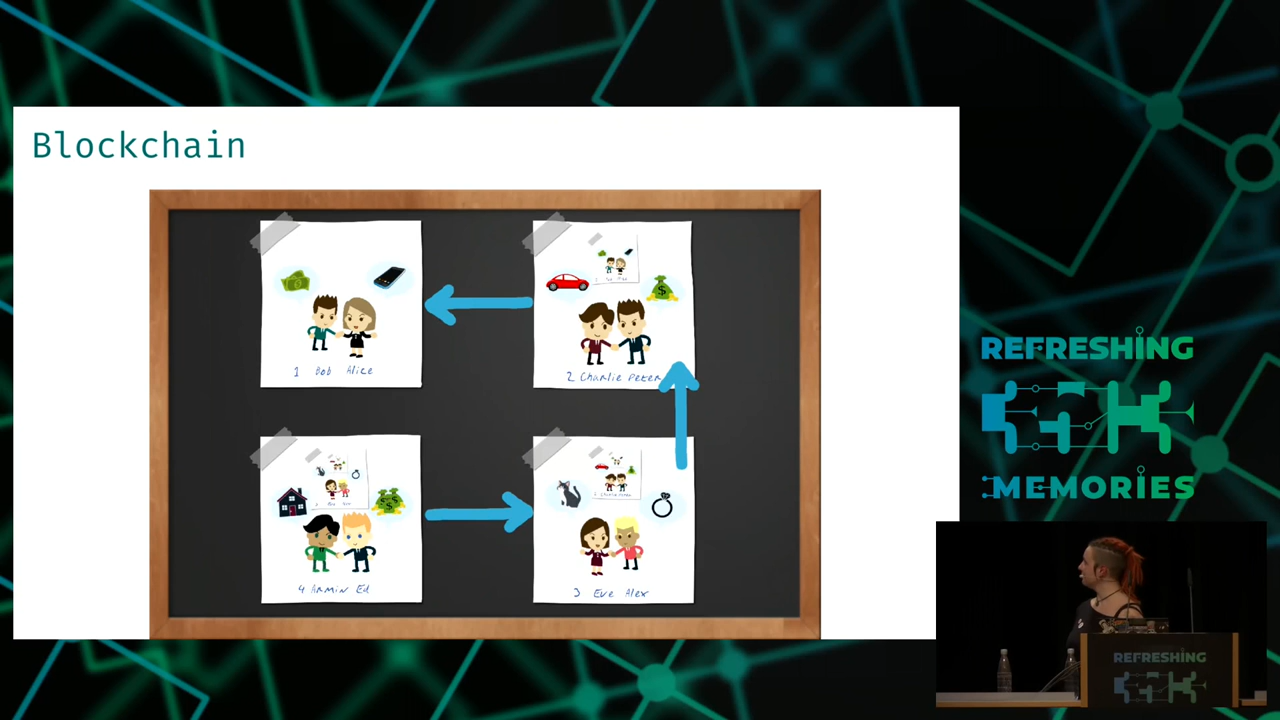 Blockchain
1 Bob Alice
2 Charlie Peter
4 Armin Ed
3 Eve Alex
REFRESHING
MEMORIES
REFRESHING